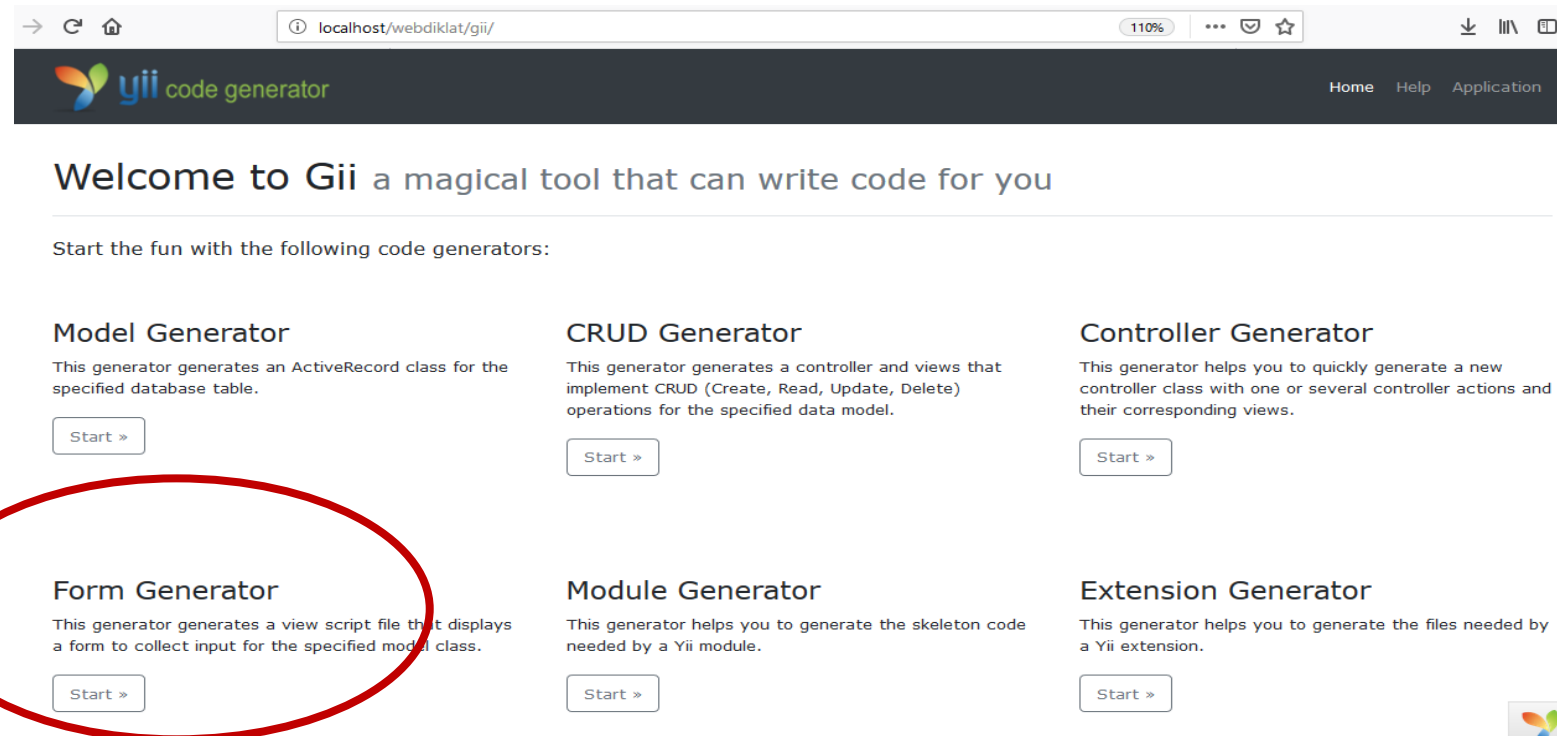 localhost/webdiklat/gii/
110%
yii code generator
Home Help Application
Welcome to Gii a magical tool that can write code for you
Start the fun with the following code generators:
Model Generator
This generator generates an ActiveRecord class for the
specified database table.
Start »
CRUD Generator
This generator generates a controller and views that
implement CRUD (Create, Read, Update, Delete)
operations for the specified data model.
Start »
Controller Generator
This generator helps you to quickly generate a new
controller class with one or several controller actions and
their corresponding views.
Start »
Form Generator
This generator generates a view script file that displays
a form to collect input for the specified model class.
Start »
Module Generator
This generator helps you to generate the skeleton code
needed by a Yii module.
Start »
Extension Generator
This generator helps you to generate the files needed by
a Yii extension.
Start »